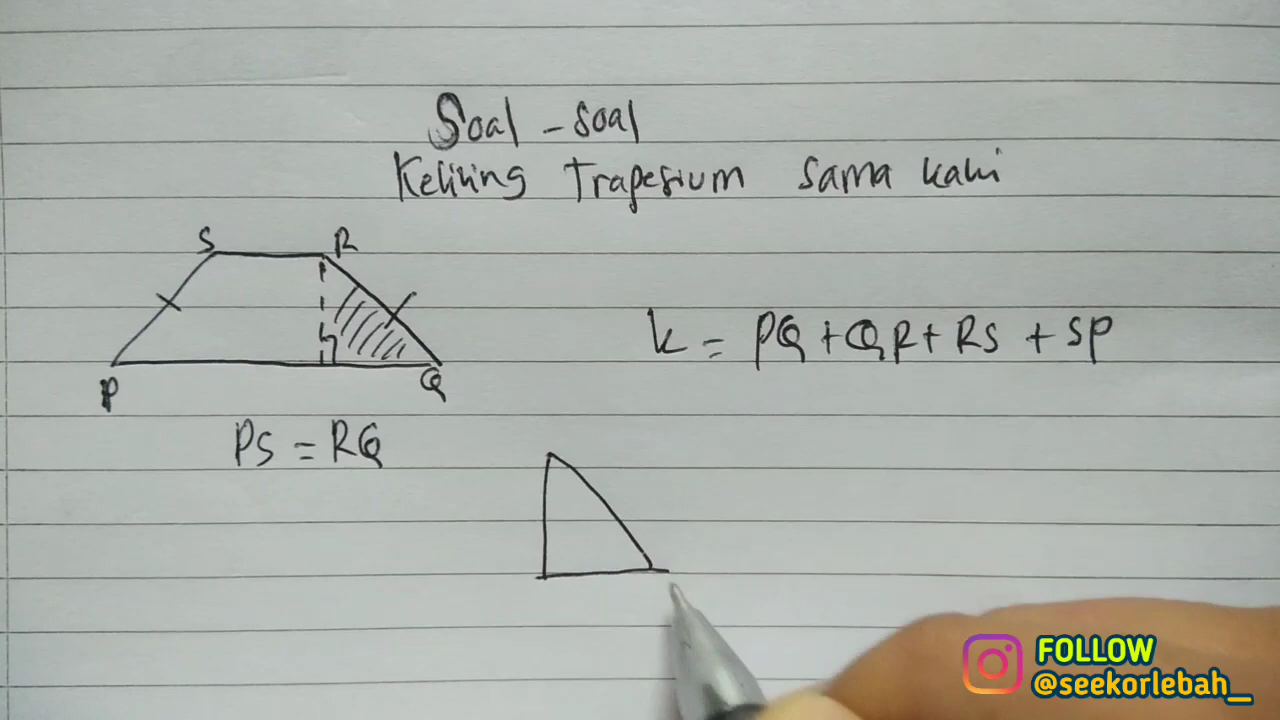 Soal - soal
Keliling Trapesium sama kaki
S R
K = PQ + QR + RS + SP
P Q
PS = RQ
FOLLOW
@seekorlebah_